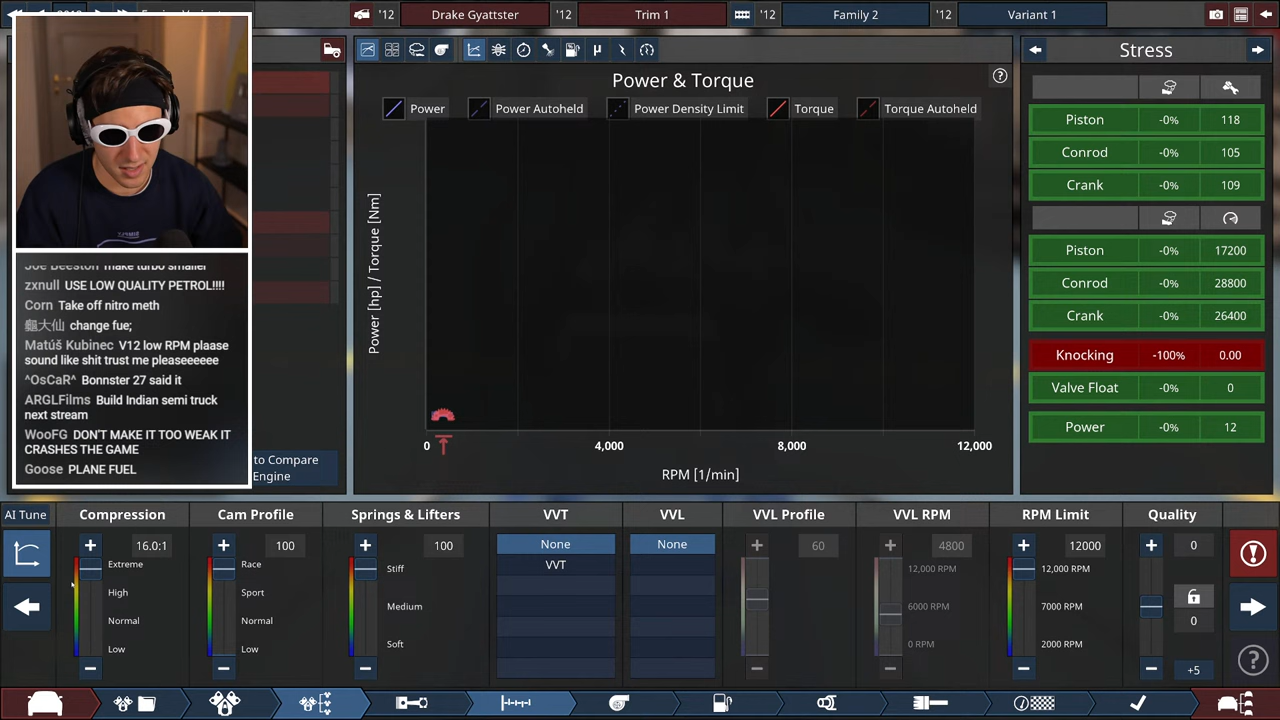 '12
Drake Gyattster
'12
Trim 1
'12
Family 2
'12
Variant 1
Joe Beeston make turbo smaller
zxnull USE LOW QUALITY PETROL!!!!
Corn Take off nitro meth
龜大仙 change fue;
Matúš Kubinec V12 low RPM plaase
sound like shit trust me pleaseeeeee
^OsCaR^ Bonnster 27 said it
ARGLFilms Build Indian semi truck
next stream
WooFG DON'T MAKE IT TOO WEAK IT
CRASHES THE GAME
Goose PLANE FUEL
to Compare
Engine
Power & Torque
Power
Power Autoheld
Power Density Limit
Torque
Torque Autoheld
Power [hp] / Torque [Nm]
0
4,000
8,000
12,000
RPM [1/min]
Stress
Piston -0% 118
Conrod -0% 105
Crank -0% 109
Piston -0% 17200
Conrod -0% 28800
Crank -0% 26400
Knocking -100% 0.00
Valve Float -0% 0
Power -0% 12
AI Tune
Compression
16.0:1
Extreme
High
Normal
Low
Cam Profile
100
Race
Sport
Normal
Low
Springs & Lifters
100
Stiff
Medium
Soft
VVT
None
VVT
VVL
None
VVL Profile
60
VVL RPM
4800
12,000 RPM
6000 RPM
0 RPM
RPM Limit
12000
12,000 RPM
7000 RPM
2000 RPM
Quality
0
0
+5